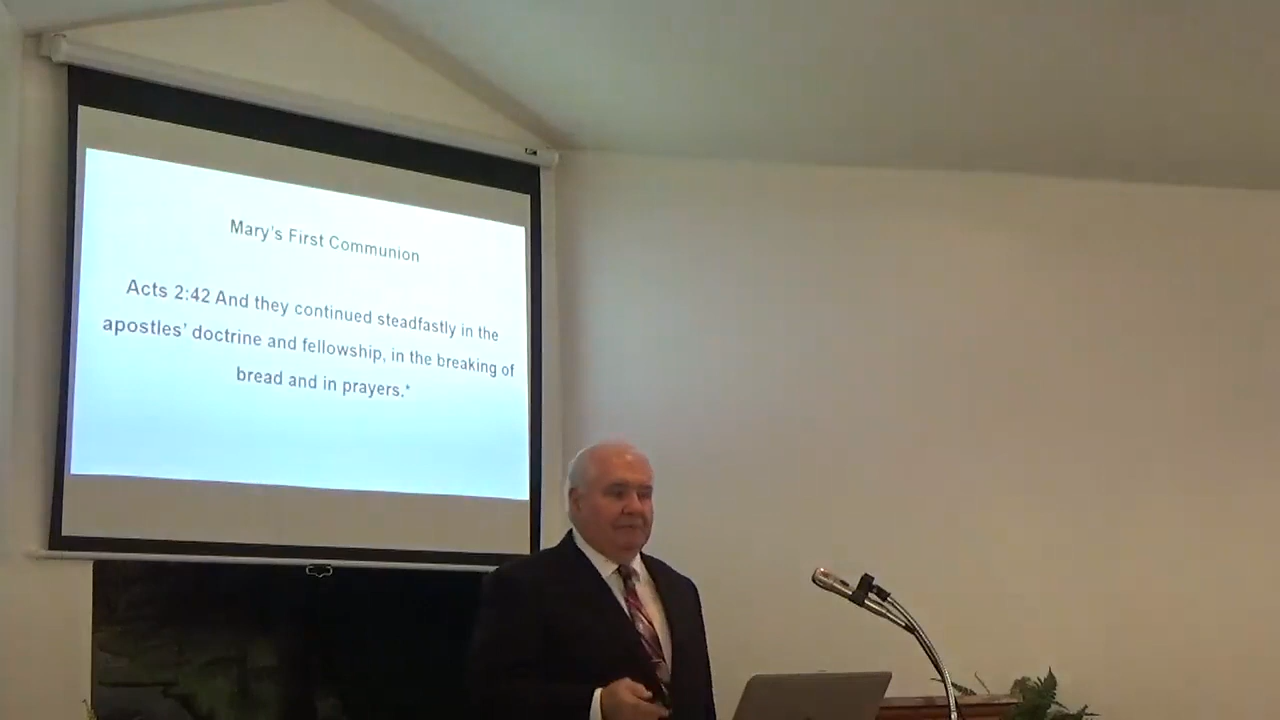 Mary's First Communion
Acts 2:42 And they continued steadfastly in the
apostles' doctrine and fellowship, in the breaking of
bread and in prayers.*